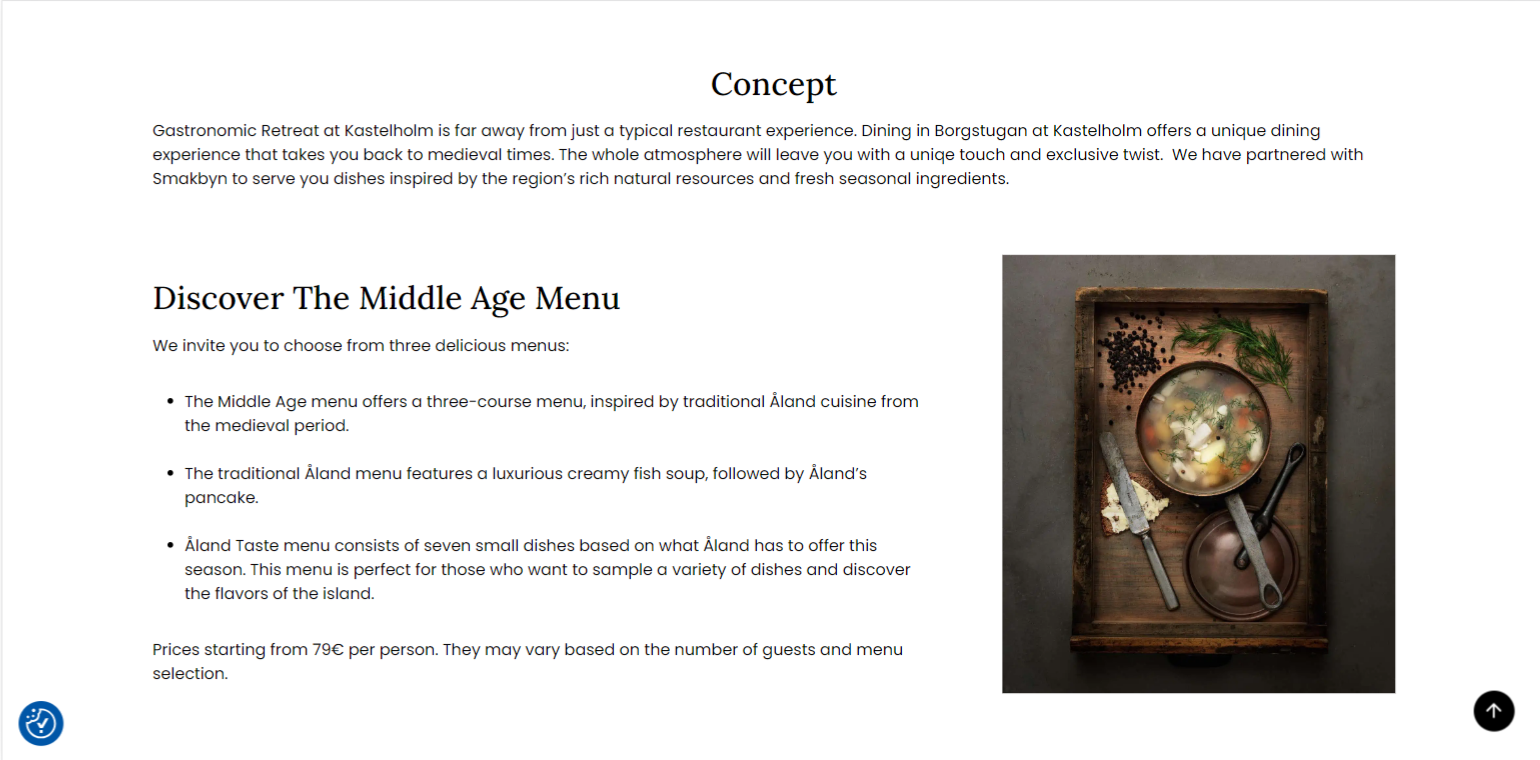 Concept
Gastronomic Retreat at Kastelholm is far away from just a typical restaurant experience. Dining in Borgstugan at Kastelholm offers a unique dining
experience that takes you back to medieval times. The whole atmosphere will leave you with a uniqe touch and exclusive twist.  We have partnered with
Smakbyn to serve you dishes inspired by the region’s rich natural resources and fresh seasonal ingredients.
Discover The Middle Age Menu
We invite you to choose from three delicious menus:
• The Middle Age menu offers a three-course menu, inspired by traditional Åland cuisine from
the medieval period.
• The traditional Åland menu features a luxurious creamy fish soup, followed by Åland’s
pancake.
• Åland Taste menu consists of seven small dishes based on what Åland has to offer this
season. This menu is perfect for those who want to sample a variety of dishes and discover
the flavors of the island.
Prices starting from 79€ per person. They may vary based on the number of guests and menu
selection.